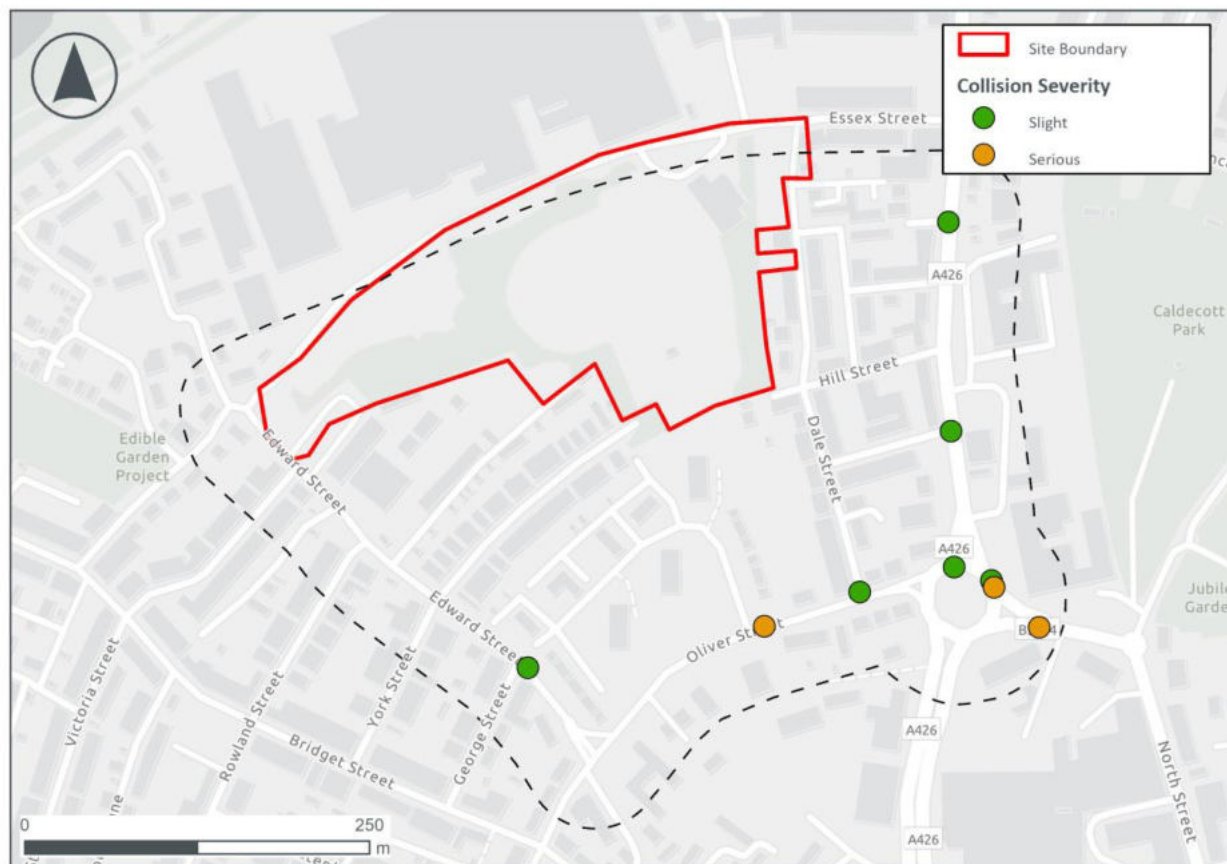 Site Boundary
Collision Severity
Slight
Serious
Essex Street
A426
Caldecott
Park
Hill Street
Edible
Garden
Project
Edward Street
Dale Street
A426
Jubile
Garde
Edward Street
Oliver Street
Victoria Street
Rowland Street
York Street
George Street
Bridget Street
A426
North Street
A426
0
250
m